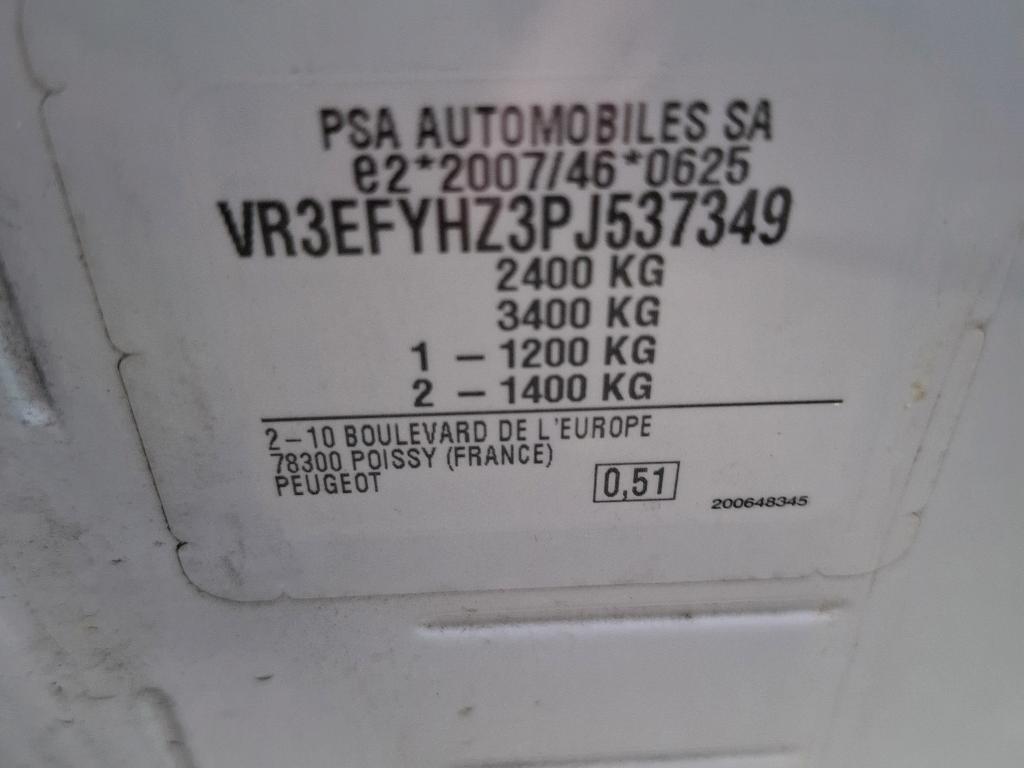 PSA AUTOMOBILES SA
e2*2007/46*0625
VR3EFYHZ3PJ537349
2400 KG
3400 KG
1 - 1200 KG
2 - 1400 KG
2-10 BOULEVARD DE L'EUROPE
78300 POISSY (FRANCE)
PEUGEOT
0,51
200648345